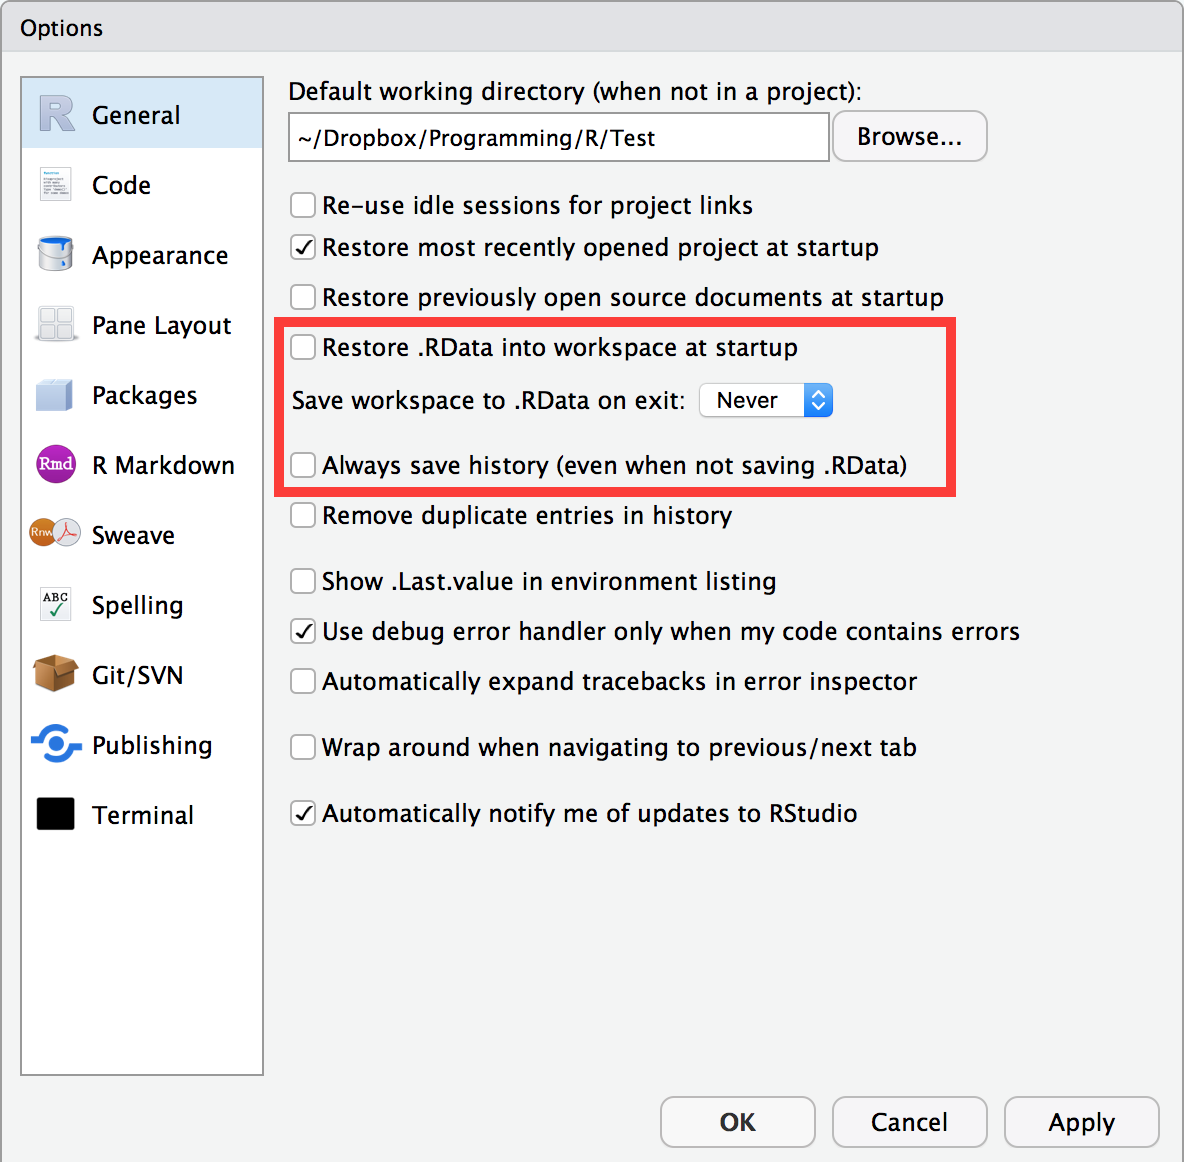 Options
General
Code
Appearance
Pane Layout
Packages
Rmd
R Markdown
Rnw
Sweave
ABC
Spelling
Git/SVN
Publishing
Terminal
Default working directory (when not in a project):
~/Dropbox/Programming/R/Test
Browse...
Re-use idle sessions for project links
Restore most recently opened project at startup
Restore previously open source documents at startup
Restore .RData into workspace at startup
Save workspace to .RData on exit: Never
Always save history (even when not saving .RData)
Remove duplicate entries in history
Show .Last.value in environment listing
Use debug error handler only when my code contains errors
Automatically expand tracebacks in error inspector
Wrap around when navigating to previous/next tab
Automatically notify me of updates to RStudio
OK
Cancel
Apply